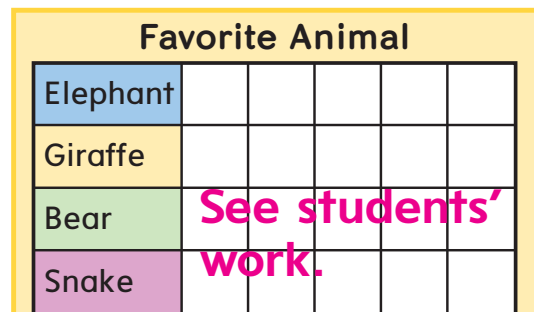 Favorite Animal
Elephant
Giraffe
Bear
Snake
See students'
work.